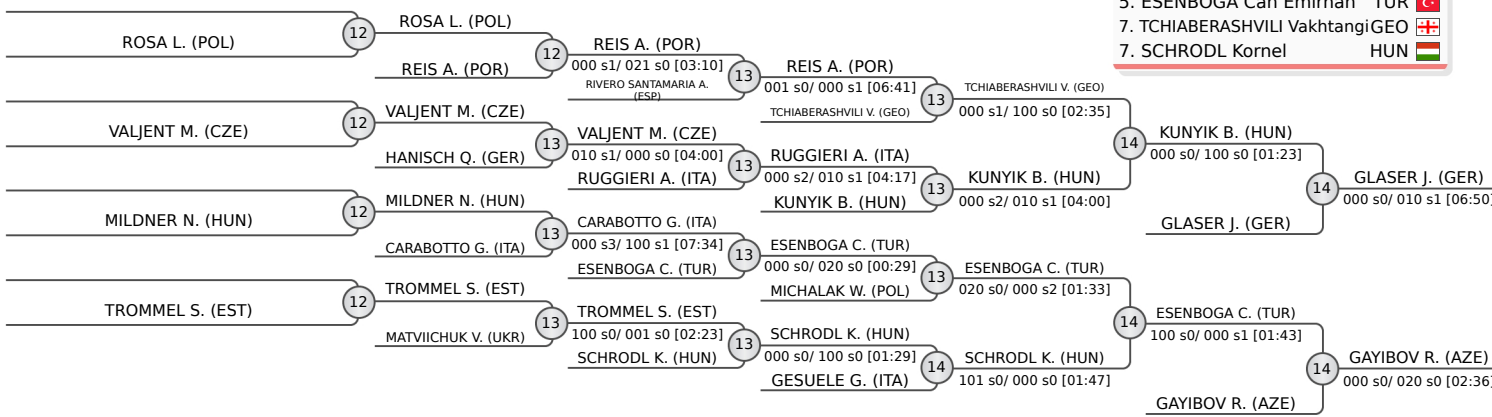 5. ESENBOGA Can Emirhan TUR
7. TCHIABERASHVILI Vakhtangi GEO
7. SCHRODL Kornel HUN
12
ROSA L. (POL)
ROSA L. (POL)
12
REIS A. (POR)
REIS A. (POR)
000 s1/ 021 s0 [03:10]
RIVERO SANTAMARIA A.
(ESP)
13
REIS A. (POR)
001 s0/ 000 s1 [06:41]
TCHIABERASHVILI V. (GEO)
13
TCHIABERASHVILI V. (GEO)
000 s1/ 100 s0 [02:35]
12
VALJENT M. (CZE)
VALJENT M. (CZE)
13
HANISCH Q. (GER)
VALJENT M. (CZE)
010 s1/ 000 s0 [04:00]
RUGGIERI A. (ITA)
13
RUGGIERI A. (ITA)
000 s2/ 010 s1 [04:17]
KUNYIK B. (HUN)
13
KUNYIK B. (HUN)
000 s2/ 010 s1 [04:00]
14
KUNYIK B. (HUN)
000 s0/ 100 s0 [01:23]
GLASER J. (GER)
14
GLASER J. (GER)
000 s0/ 010 s1 [06:50]
12
MILDNER N. (HUN)
MILDNER N. (HUN)
13
CARABOTTO G. (ITA)
CARABOTTO G. (ITA)
000 s3/ 100 s1 [07:34]
ESENBOGA C. (TUR)
13
ESENBOGA C. (TUR)
000 s0/ 020 s0 [00:29]
MICHALAK W. (POL)
13
ESENBOGA C. (TUR)
020 s0/ 000 s2 [01:33]
12
TROMMEL S. (EST)
TROMMEL S. (EST)
13
MATVIICHUK V. (UKR)
TROMMEL S. (EST)
100 s0/ 001 s0 [02:23]
SCHRODL K. (HUN)
13
SCHRODL K. (HUN)
000 s0/ 100 s0 [01:29]
GESUELE G. (ITA)
14
SCHRODL K. (HUN)
101 s0/ 000 s0 [01:47]
14
ESENBOGA C. (TUR)
100 s0/ 000 s1 [01:43]
GAYIBOV R. (AZE)
14
GAYIBOV R. (AZE)
000 s0/ 020 s0 [02:36]